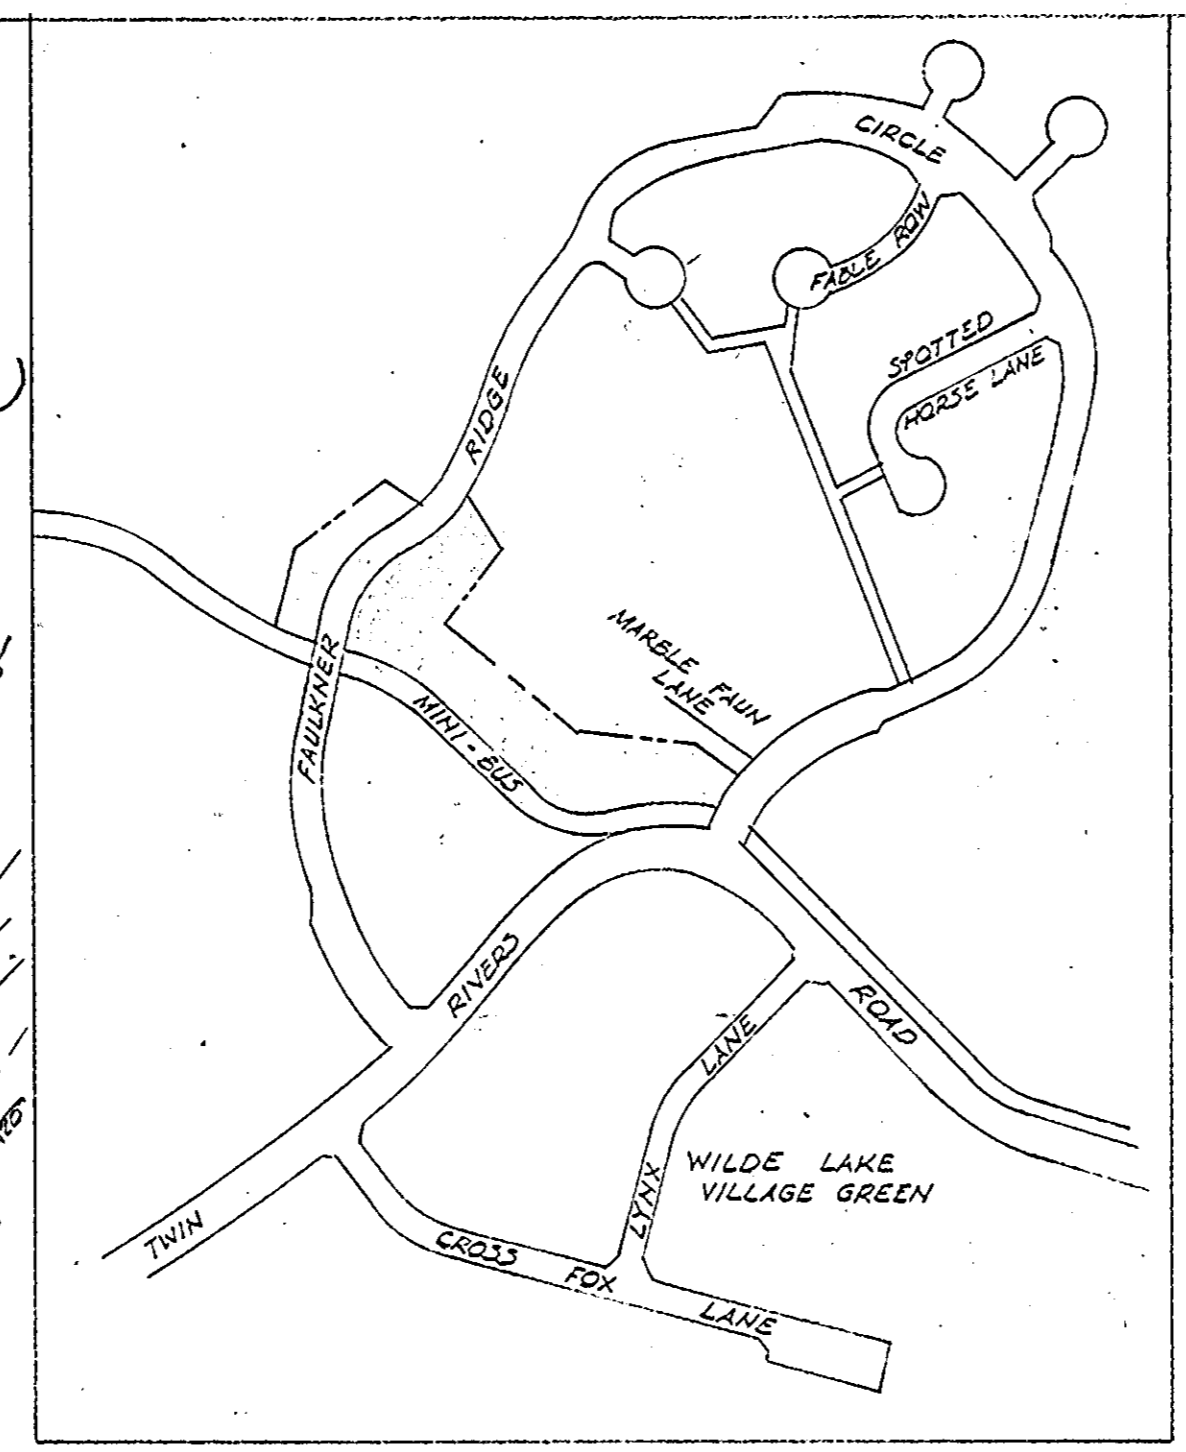 CIRCLE
FABLE ROW
SPOTTED
HORSE LANE
RIDGE
MARBLE FAUN
LANE
FAULKNER
MINI-BUS
RIVERS
ROAD
LANE
LYNX
WILDE LAKE
VILLAGE GREEN
TWIN
CROSS
FOX
LANE